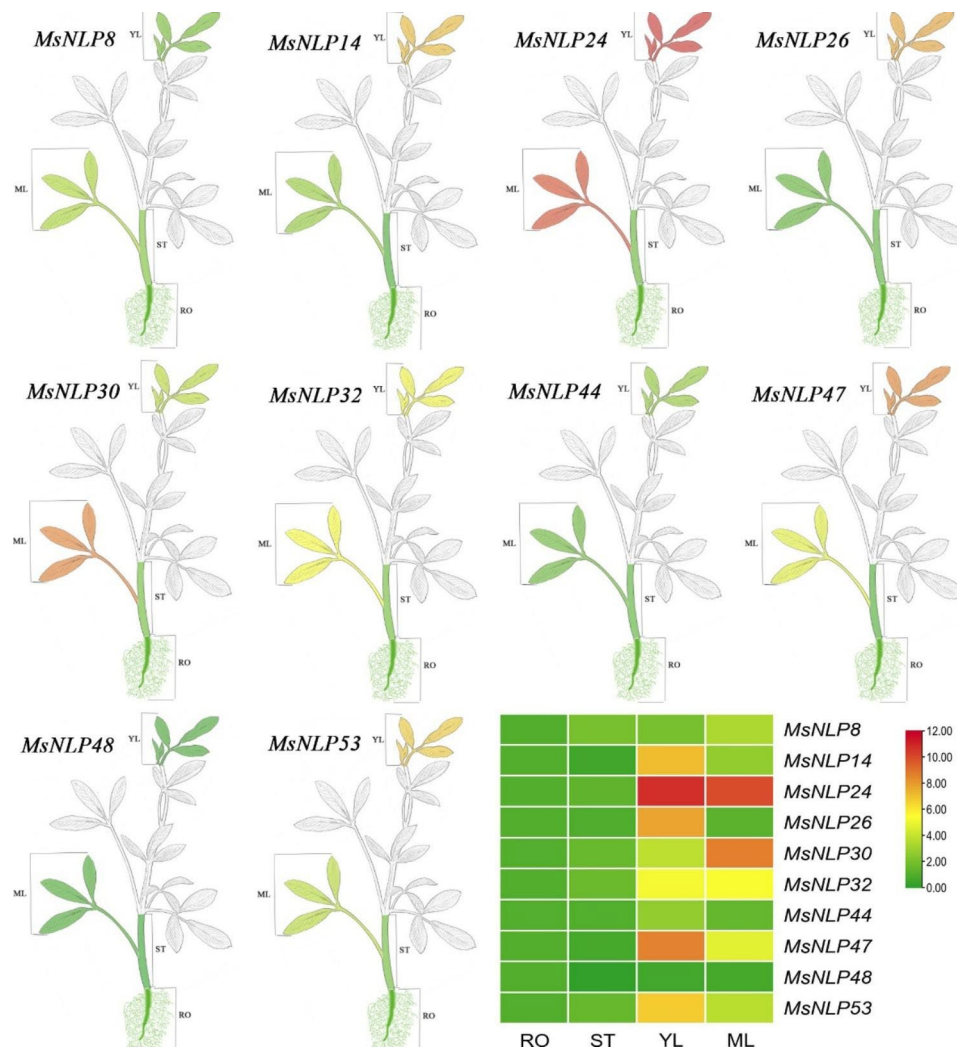 MsNLP8
YL
ML
ST
RO
MsNLP14
YL
ML
ST
RO
MsNLP24
YL
ML
ST
RO
MsNLP26
YL
ML
ST
RO
MsNLP30
YL
ML
ST
RO
MsNLP32
YL
ML
ST
RO
MsNLP44
YL
ML
ST
RO
MsNLP47
YL
ML
ST
RO
MsNLP48
YL
ML
ST
RO
MsNLP53
YL
ML
ST
RO
MsNLP8
MsNLP14
MsNLP24
MsNLP26
MsNLP30
MsNLP32
MsNLP44
MsNLP47
MsNLP48
MsNLP53
RO ST YL ML
12.00
10.00
8.00
6.00
4.00
2.00
0.00